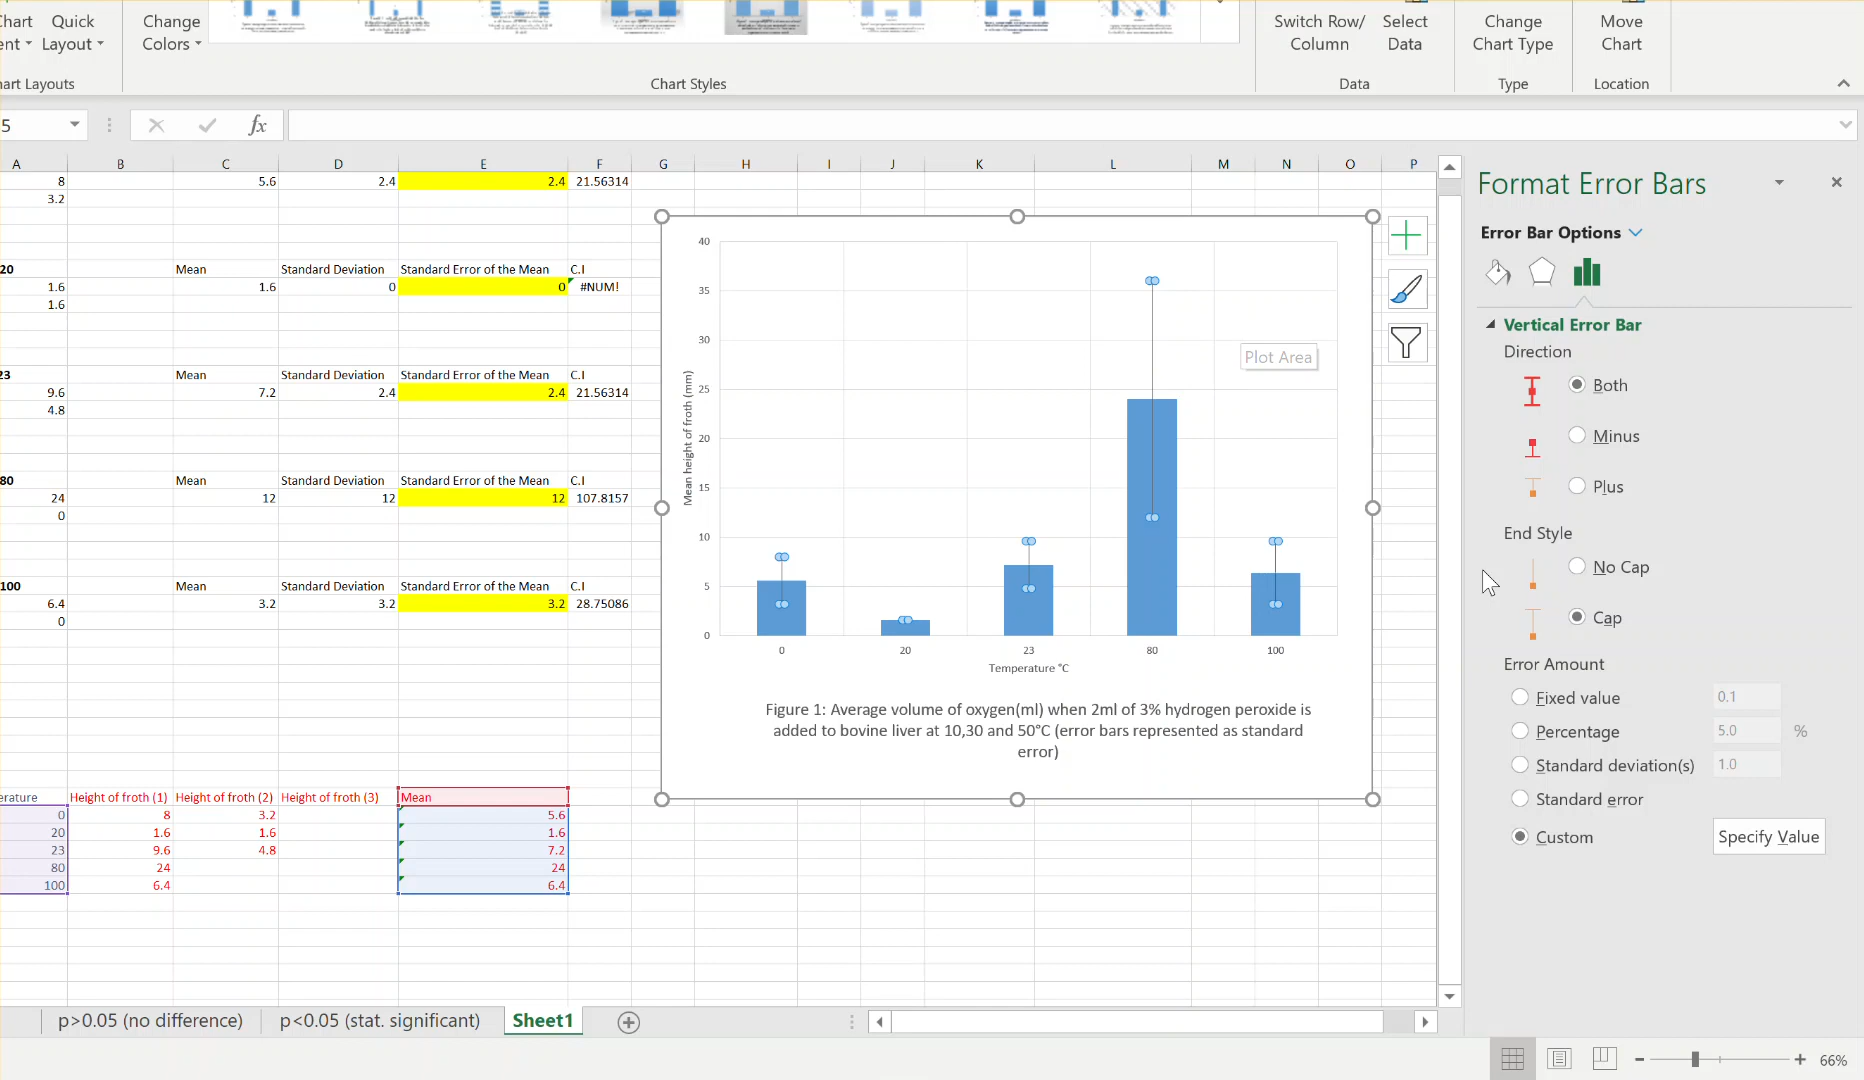 hart Quick Change Switch Row/ Select Change Move
ent Layout Colors Column Data Chart Type Chart
art Layouts Chart Styles Data Type Location
5 fx
A B C D E F G H I J K L M N O P
8 5.6 2.4 2.4 21.56314
3.2
20 Mean Standard Deviation Standard Error of the Mean C.I
1.6 1.6 0 0 #NUM!
1.6
23 Mean Standard Deviation Standard Error of the Mean C.I
9.6 7.2 2.4 2.4 21.56314
4.8
80 Mean Standard Deviation Standard Error of the Mean C.I
24 12 12 12 107.8157
0
100 Mean Standard Deviation Standard Error of the Mean C.I
6.4 3.2 3.2 3.2 28.75086
0
erature Height of froth (1) Height of froth (2) Height of froth (3) Mean
0 8 3.2 5.6
20 1.6 1.6 1.6
23 9.6 4.8 7.2
80 24 24
100 6.4 6.4
40
35
30
25
20
15
10
5
0
Mean height of froth (mm)
Plot Area
0 20 23 80 100
Temperature °C
Figure 1: Average volume of oxygen(ml) when 2ml of 3% hydrogen peroxide is
added to bovine liver at 10,30 and 50°C (error bars represented as standard
error)
Format Error Bars
Error Bar Options
Vertical Error Bar
Direction
Both
Minus
Plus
End Style
No Cap
Cap
Error Amount
Fixed value 0.1
Percentage 5.0 %
Standard deviation(s) 1.0
Standard error
Custom Specify Value
p>0.05 (no difference) p<0.05 (stat. significant) Sheet1
66%